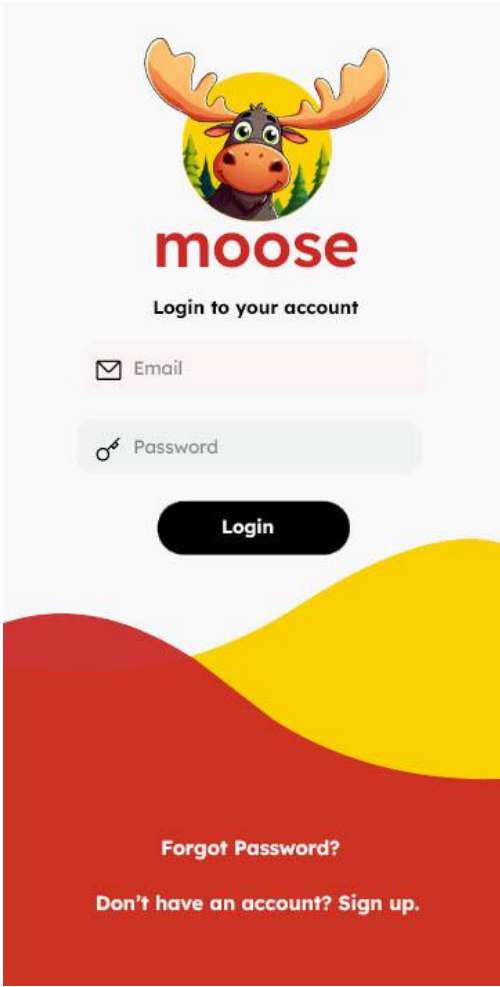 moose
Login to your account
Email
Password
Login
Forgot Password?
Don’t have an account? Sign up.